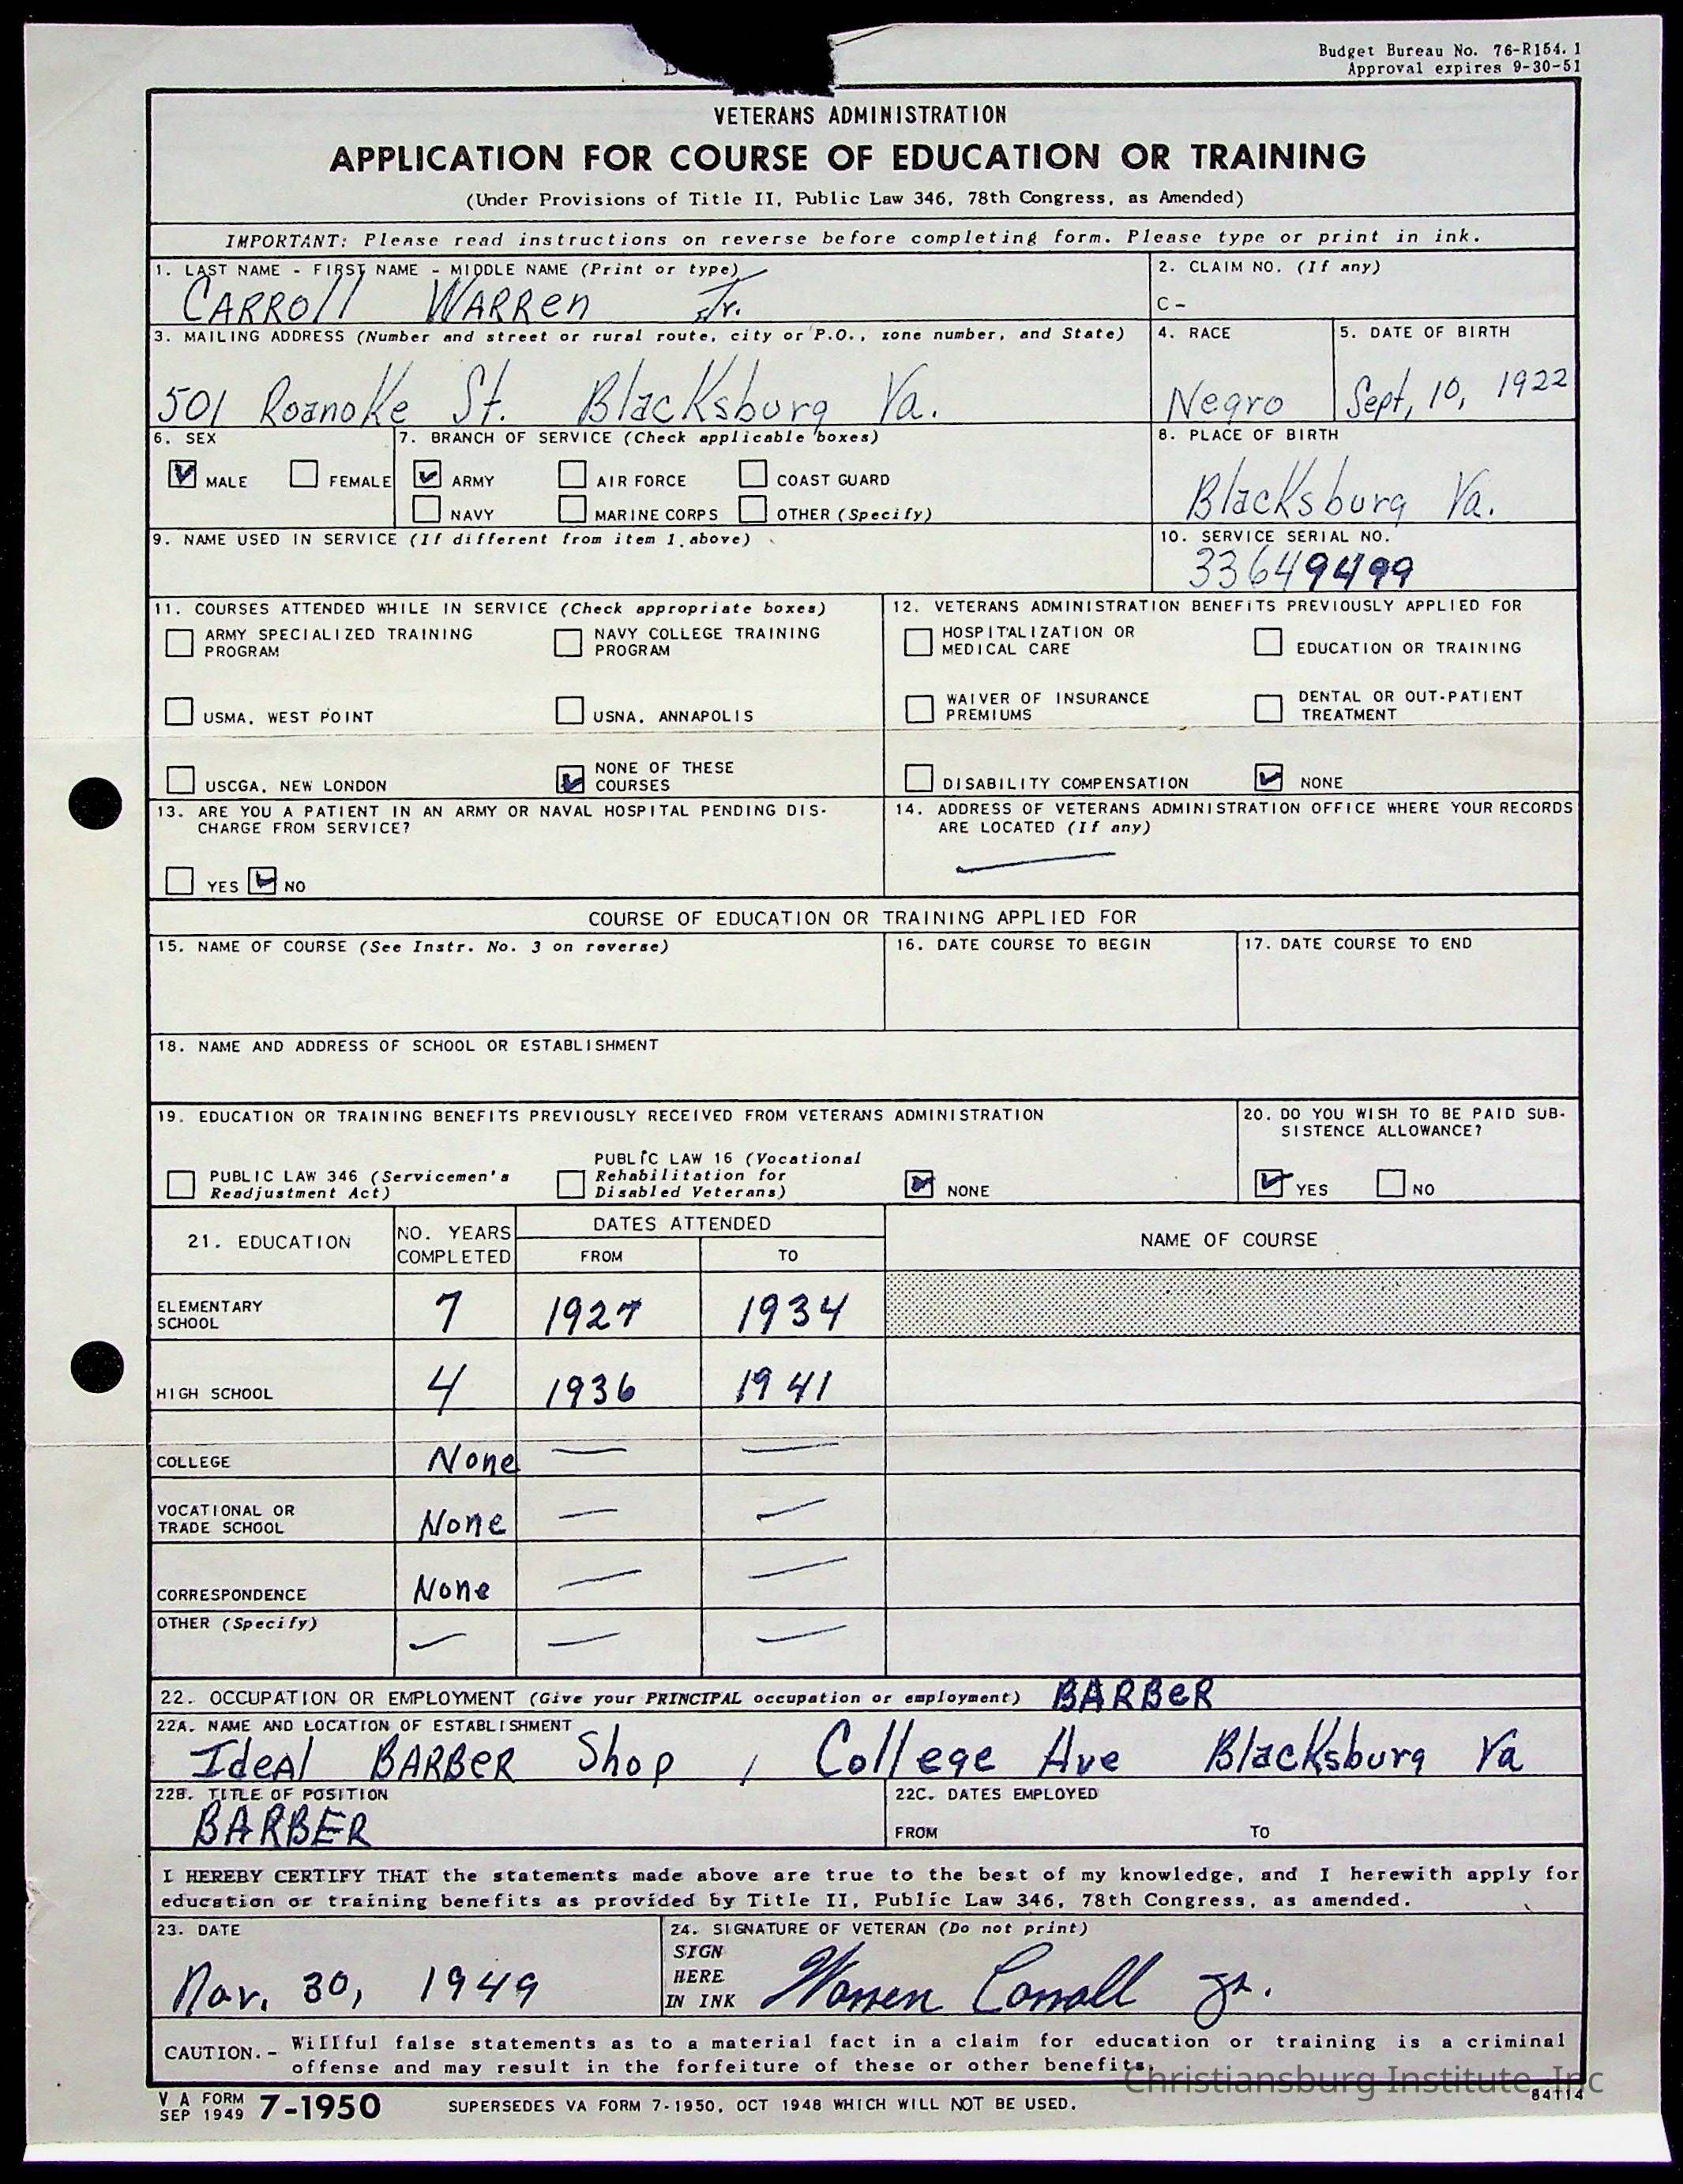 Budget Bureau No. 76-R154.1
Approval expires 9-30-51
VETERANS ADMINISTRATION
APPLICATION FOR COURSE OF EDUCATION OR TRAINING
(Under Provisions of Title II, Public Law 346, 78th Congress, as Amended)
IMPORTANT: Please read instructions on reverse before completing form. Please type or print in ink.
1. LAST NAME - FIRST NAME - MIDDLE NAME (Print or type)
CARROll WARRen Jr.
2. CLAIM NO. (If any)
C-
3. MAILING ADDRESS (Number and street or rural route, city or P.O., zone number, and State)
501 Roanoke St. Blacksburg Va.
4. RACE
Negro
5. DATE OF BIRTH
Sept, 10, 1922
6. SEX
MALE FEMALE
7. BRANCH OF SERVICE (Check applicable boxes)
ARMY AIR FORCE COAST GUARD
NAVY MARINE CORPS OTHER (Specify)
8. PLACE OF BIRTH
Blacksburg Va.
9. NAME USED IN SERVICE (If different from item 1 above)
10. SERVICE SERIAL NO.
33649499
11. COURSES ATTENDED WHILE IN SERVICE (Check appropriate boxes)
ARMY SPECIALIZED TRAINING
PROGRAM
NAVY COLLEGE TRAINING
PROGRAM
USMA, WEST POINT
USNA, ANNAPOLIS
USCGA, NEW LONDON
NONE OF THESE
COURSES
12. VETERANS ADMINISTRATION BENEFITS PREVIOUSLY APPLIED FOR
HOSPITALIZATION OR
MEDICAL CARE
EDUCATION OR TRAINING
WAIVER OF INSURANCE
PREMIUMS
DENTAL OR OUT-PATIENT
TREATMENT
DISABILITY COMPENSATION
NONE
13. ARE YOU A PATIENT IN AN ARMY OR NAVAL HOSPITAL PENDING DIS-
CHARGE FROM SERVICE?
YES NO
14. ADDRESS OF VETERANS ADMINISTRATION OFFICE WHERE YOUR RECORDS
ARE LOCATED (If any)
COURSE OF EDUCATION OR TRAINING APPLIED FOR
15. NAME OF COURSE (See Instr. No. 3 on reverse)
16. DATE COURSE TO BEGIN
17. DATE COURSE TO END
18. NAME AND ADDRESS OF SCHOOL OR ESTABLISHMENT
19. EDUCATION OR TRAINING BENEFITS PREVIOUSLY RECEIVED FROM VETERANS ADMINISTRATION
PUBLIC LAW 346 (Servicemen's
Readjustment Act)
PUBLIC LAW 16 (Vocational
Rehabilitation for
Disabled Veterans)
NONE
20. DO YOU WISH TO BE PAID SUB-
SISTENCE ALLOWANCE?
YES NO
21. EDUCATION
NO. YEARS
COMPLETED
DATES ATTENDED
FROM TO
NAME OF COURSE
ELEMENTARY
SCHOOL
7 1927 1934
HIGH SCHOOL 4 1936 1941
COLLEGE None
VOCATIONAL OR
TRADE SCHOOL
None
CORRESPONDENCE None
OTHER (Specify)
22. OCCUPATION OR EMPLOYMENT (Give your PRINCIPAL occupation or employment) BARBeR
22A. NAME AND LOCATION OF ESTABLISHMENT
IdeAl BARBeR Shop , College Ave Blacksburg Va
22B. TITLE OF POSITION
BARBER
22C. DATES EMPLOYED
FROM TO
I HEREBY CERTIFY THAT the statements made above are true to the best of my knowledge, and I herewith apply for
education or training benefits as provided by Title II, Public Law 346, 78th Congress, as amended.
23. DATE
Nov. 30, 1949
24. SIGNATURE OF VETERAN (Do not print)
SIGN
HERE
IN INK
Warren Carroll Jr.
CAUTION.- Willful false statements as to a material fact in a claim for education or training is a criminal
offense and may result in the forfeiture of these or other benefits.
Christiansburg Institute, Inc
V A FORM
SEP 1949 7-1950
SUPERSEDES VA FORM 7-1950, OCT 1948 WHICH WILL NOT BE USED.
84114